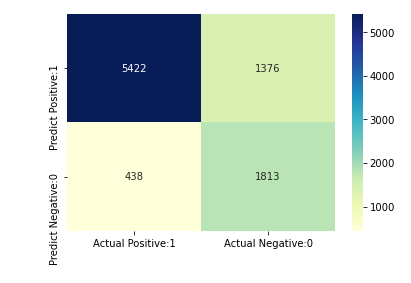 Predict Positive:1
5422 1376
Predict Negative:0
438 1813
Actual Positive:1 Actual Negative:0
5000
4000
3000
2000
1000